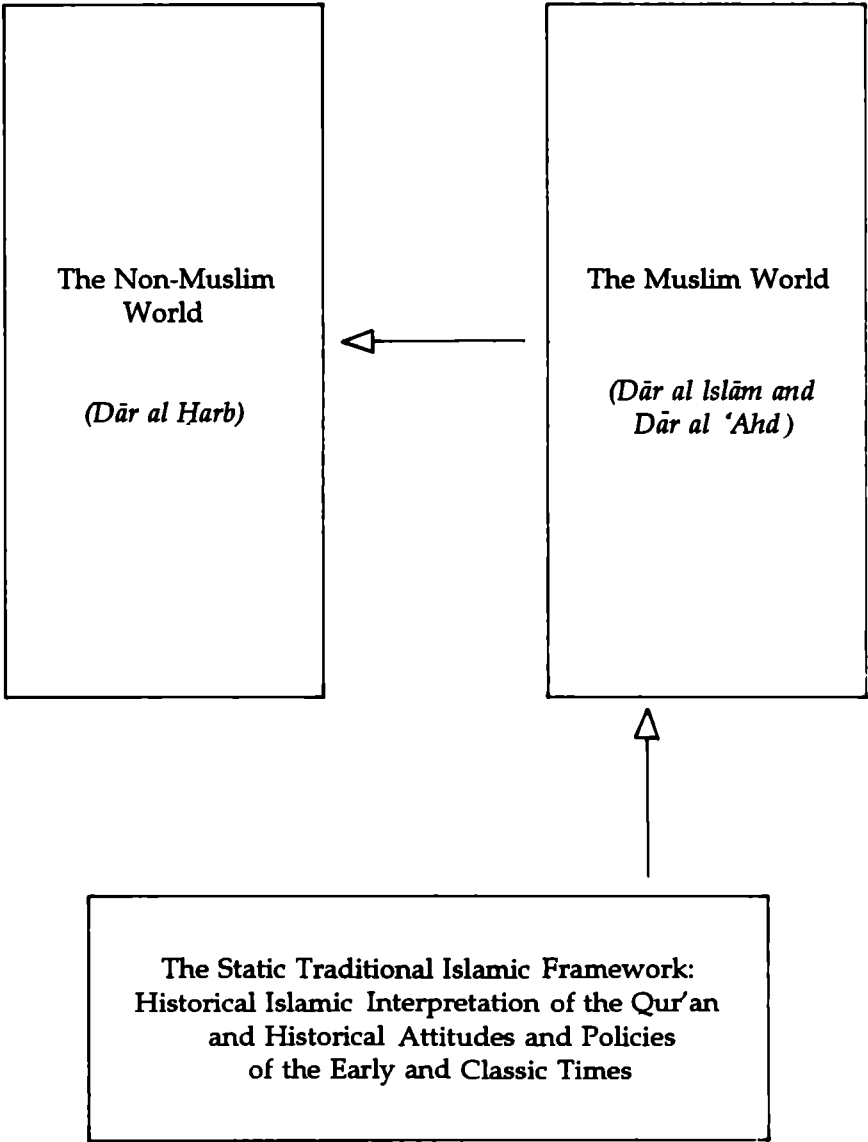 The Non-Muslim
World
(Dār al Ḥarb)
The Muslim World
(Dār al Islām and
Dār al ‘Ahd)
The Static Traditional Islamic Framework:
Historical Islamic Interpretation of the Qur'an
and Historical Attitudes and Policies
of the Early and Classic Times